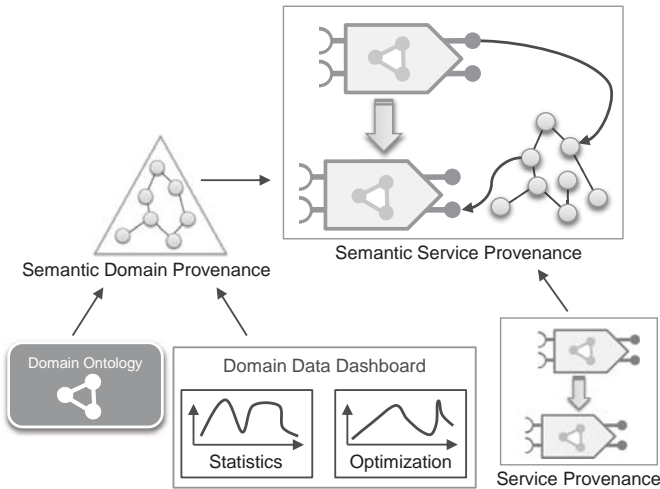 Semantic Service Provenance
Semantic Domain Provenance
Domain Ontology
Domain Data Dashboard
Statistics
Optimization
Service Provenance